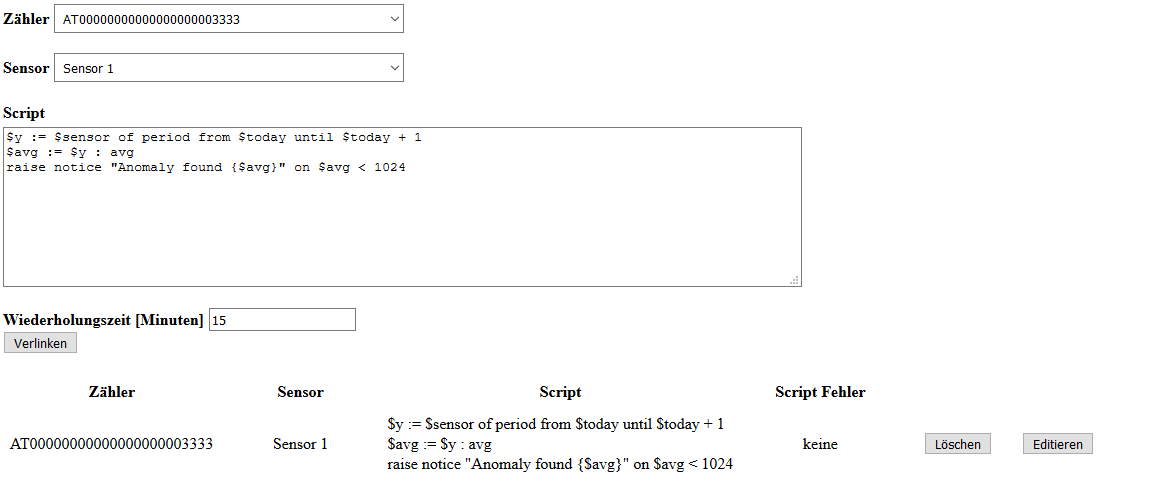 Zähler AT00000000000000000003333
Sensor Sensor 1
Script
$y := $sensor of period from $today until $today + 1
$avg := $y : avg
raise notice "Anomaly found {$avg}" on $avg < 1024
Wiederholungszeit [Minuten] 15
Verlinken
Zähler Sensor Script Script Fehler
$y := $sensor of period from $today until $today + 1
AT00000000000000000003333 Sensor 1 $avg := $y : avg keine Löschen Editieren
raise notice "Anomaly found {$avg}" on $avg < 1024